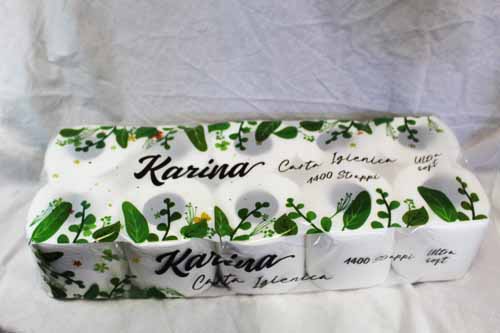 Karina Carta Igienica Ultra
1400 Strappi soft
Karina 1400 Strappi Ultra
Carta Igienica soft